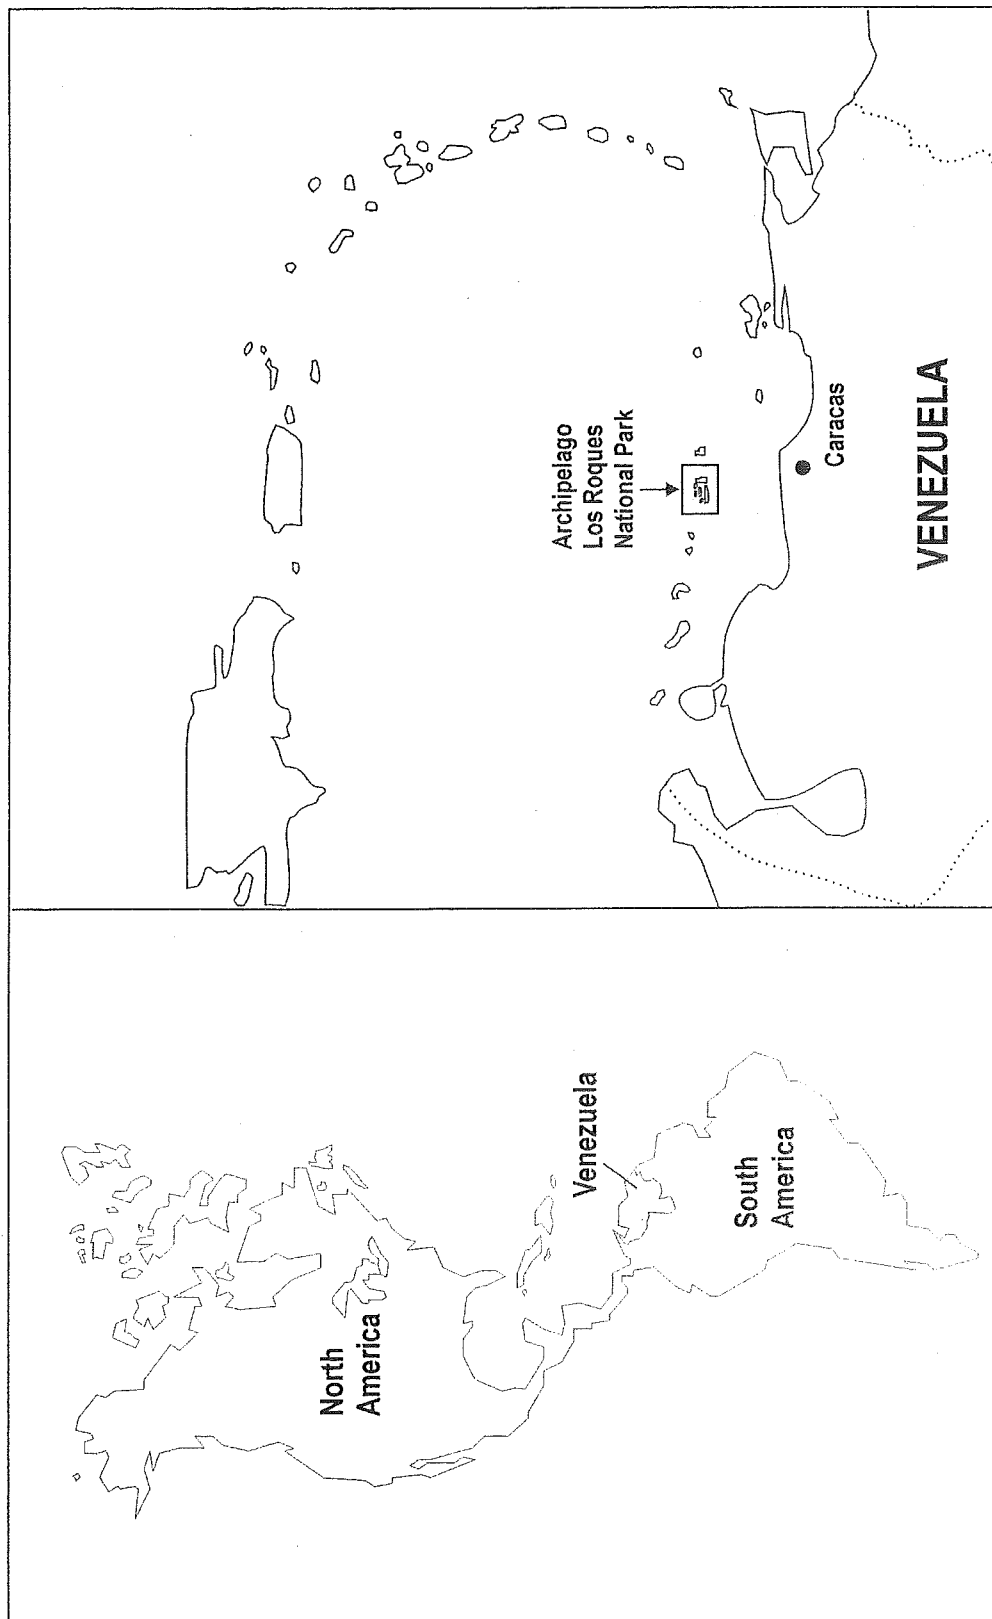 North
America
Venezuela
South
America
Archipelago
Los Roques
National Park
Caracas
VENEZUELA